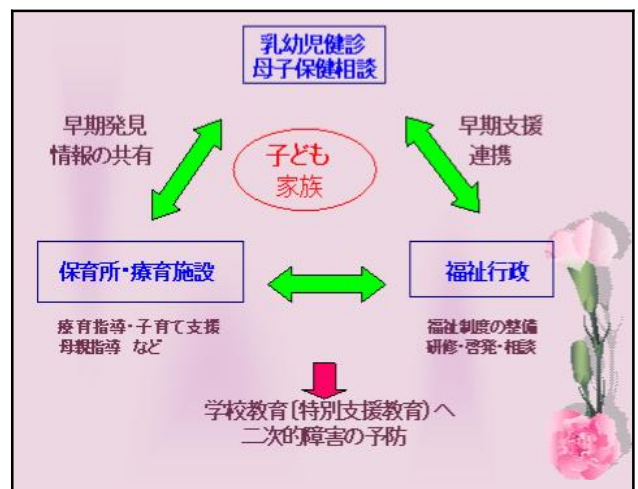 乳幼児健診
母子保健相談
早期発見
情報の共有
早期支援
連携
子ども
家族
保育所・療育施設
福祉行政
療育指導・子育て支援
母親指導 など
福祉制度の整備
研修・啓発・相談
学校教育〔特別支援教育〕へ
二次的障害の予防